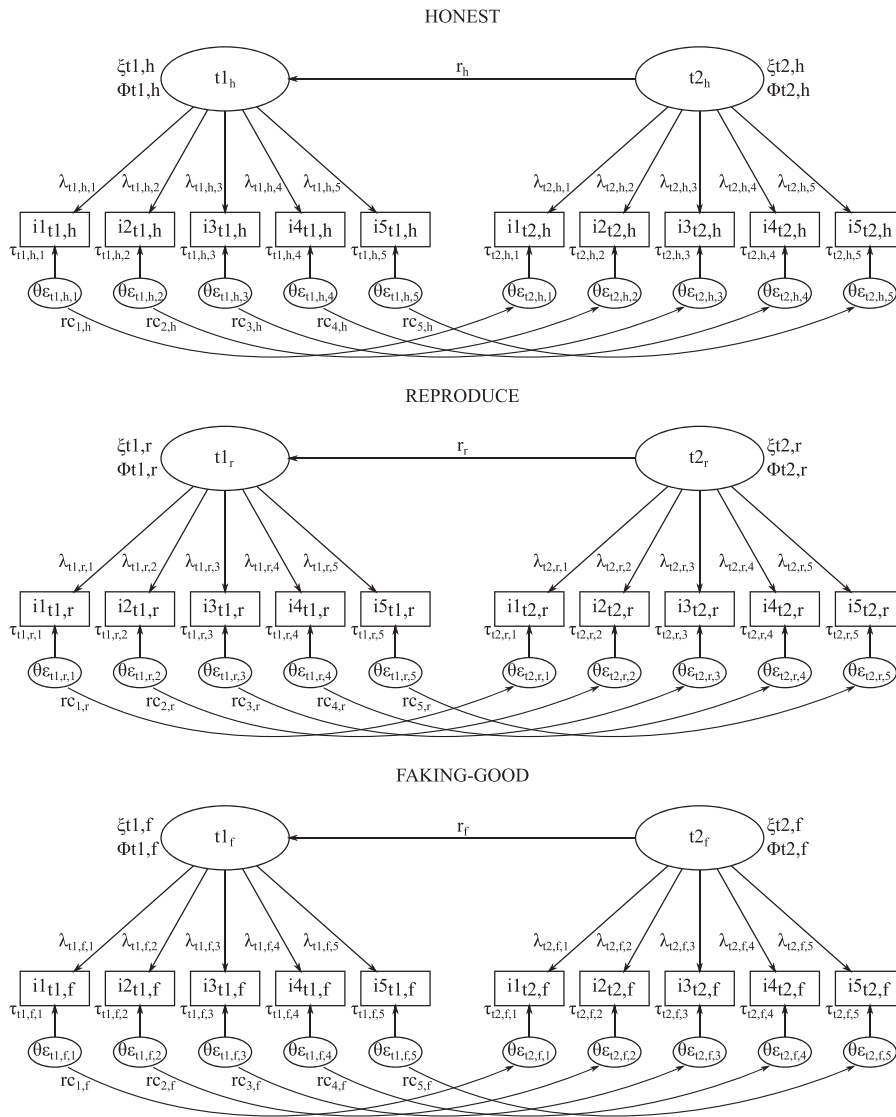 HONEST
ξt1,h t1h rh t2h ξt2,h
Φt1,h Φt2,h
λt1,h,1 λt1,h,2 λt1,h,3 λt1,h,4 λt1,h,5 λt2,h,1 λt2,h,2 λt2,h,3 λt2,h,4 λt2,h,5
i1t1,h i2t1,h i3t1,h i4t1,h i5t1,h i1t2,h i2t2,h i3t2,h i4t2,h i5t2,h
τt1,h,1 τt1,h,2 τt1,h,3 τt1,h,4 τt1,h,5 τt2,h,1 τt2,h,2 τt2,h,3 τt2,h,4 τt2,h,5
θεt1,h,1 θεt1,h,2 θεt1,h,3 θεt1,h,4 θεt1,h,5 θεt2,h,1 θεt2,h,2 θεt2,h,3 θεt2,h,4 θεt2,h,5
rc1,h rc2,h rc3,h rc4,h rc5,h
REPRODUCE
ξt1,r t1r rr t2r ξt2,r
Φt1,r Φt2,r
λt1,r,1 λt1,r,2 λt1,r,3 λt1,r,4 λt1,r,5 λt2,r,1 λt2,r,2 λt2,r,3 λt2,r,4 λt2,r,5
i1t1,r i2t1,r i3t1,r i4t1,r i5t1,r i1t2,r i2t2,r i3t2,r i4t2,r i5t2,r
τt1,r,1 τt1,r,2 τt1,r,3 τt1,r,4 τt1,r,5 τt2,r,1 τt2,r,2 τt2,r,3 τt2,r,4 τt2,r,5
θεt1,r,1 θεt1,r,2 θεt1,r,3 θεt1,r,4 θεt1,r,5 θεt2,r,1 θεt2,r,2 θεt2,r,3 θεt2,r,4 θεt2,r,5
rc1,r rc2,r rc3,r rc4,r rc5,r
FAKING-GOOD
ξt1,f t1f rf t2f ξt2,f
Φt1,f Φt2,f
λt1,f,1 λt1,f,2 λt1,f,3 λt1,f,4 λt1,f,5 λt2,f,1 λt2,f,2 λt2,f,3 λt2,f,4 λt2,f,5
i1t1,f i2t1,f i3t1,f i4t1,f i5t1,f i1t2,f i2t2,f i3t2,f i4t2,f i5t2,f
τt1,f,1 τt1,f,2 τt1,f,3 τt1,f,4 τt1,f,5 τt2,f,1 τt2,f,2 τt2,f,3 τt2,f,4 τt2,f,5
θεt1,f,1 θεt1,f,2 θεt1,f,3 θεt1,f,4 θεt1,f,5 θεt2,f,1 θεt2,f,2 θεt2,f,3 θεt2,f,4 θεt2,f,5
rc1,f rc2,f rc3,f rc4,f rc5,f